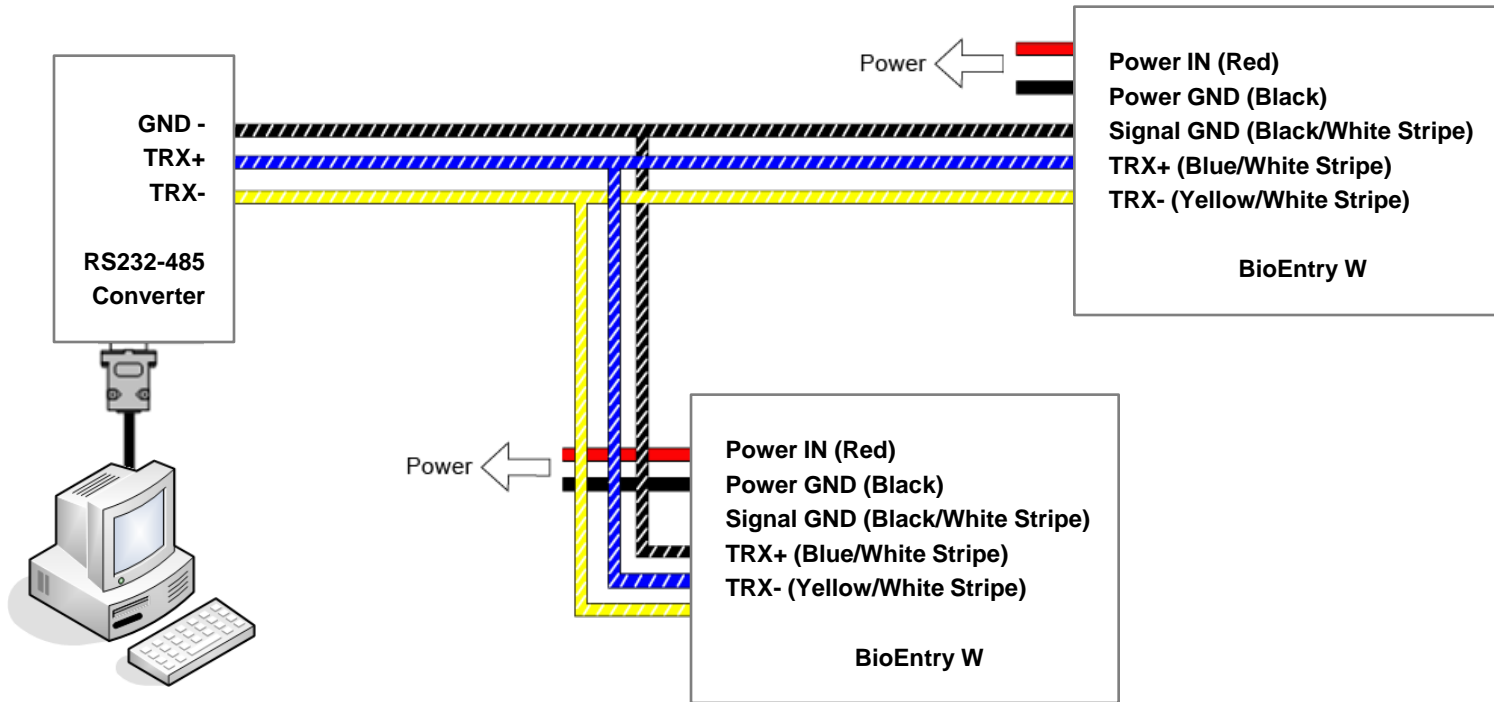 GND -
TRX+
TRX-
RS232-485
Converter
Power
Power IN (Red)
Power GND (Black)
Signal GND (Black/White Stripe)
TRX+ (Blue/White Stripe)
TRX- (Yellow/White Stripe)
BioEntry W
Power
Power IN (Red)
Power GND (Black)
Signal GND (Black/White Stripe)
TRX+ (Blue/White Stripe)
TRX- (Yellow/White Stripe)
BioEntry W